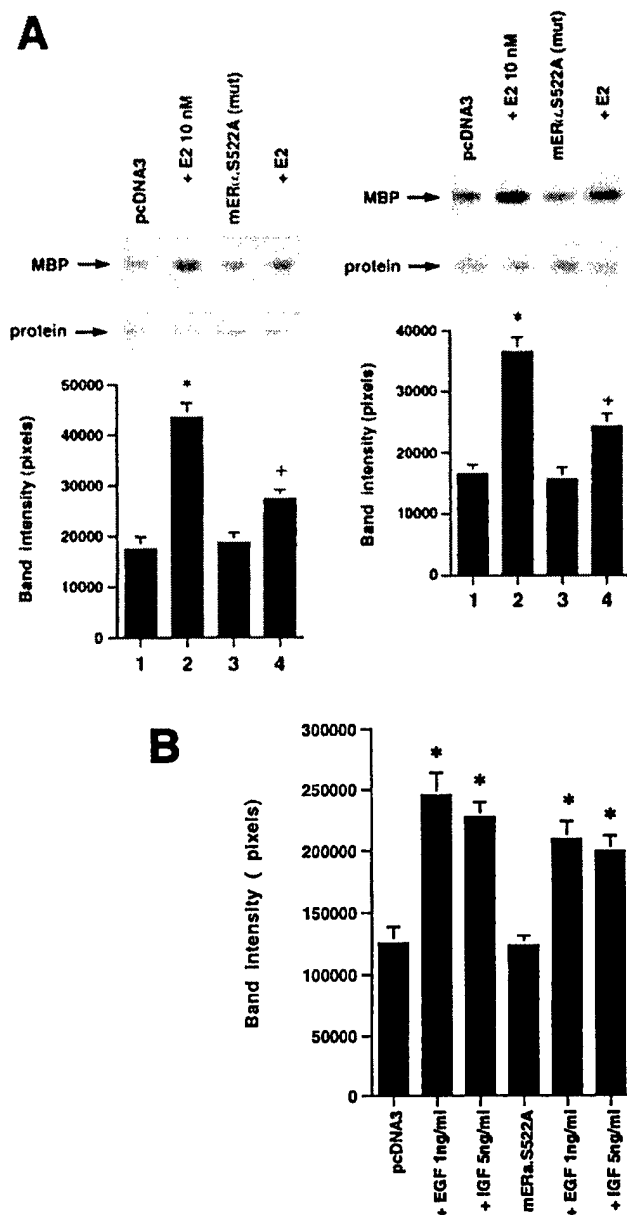 A
pcDNA3
+ E2 10 nM
mERα.S522A (mut)
+ E2
MBP
protein
50000
40000
30000
20000
10000
0
Band intensity (pixels)
*
+
1 2 3 4
pcDNA3
+ E2 10 nM
mERα.S522A (mut)
+ E2
MBP
protein
40000
30000
20000
10000
0
Band intensity (pixels)
*
+
1 2 3 4
B
300000
250000
200000
150000
100000
50000
0
Band intensity ( pixels)
* * * *
pcDNA3
+ EGF 1ng/ml
+ IGF 5ng/ml
mERa.S522A
+ EGF 1ng/ml
+ IGF 5ng/ml